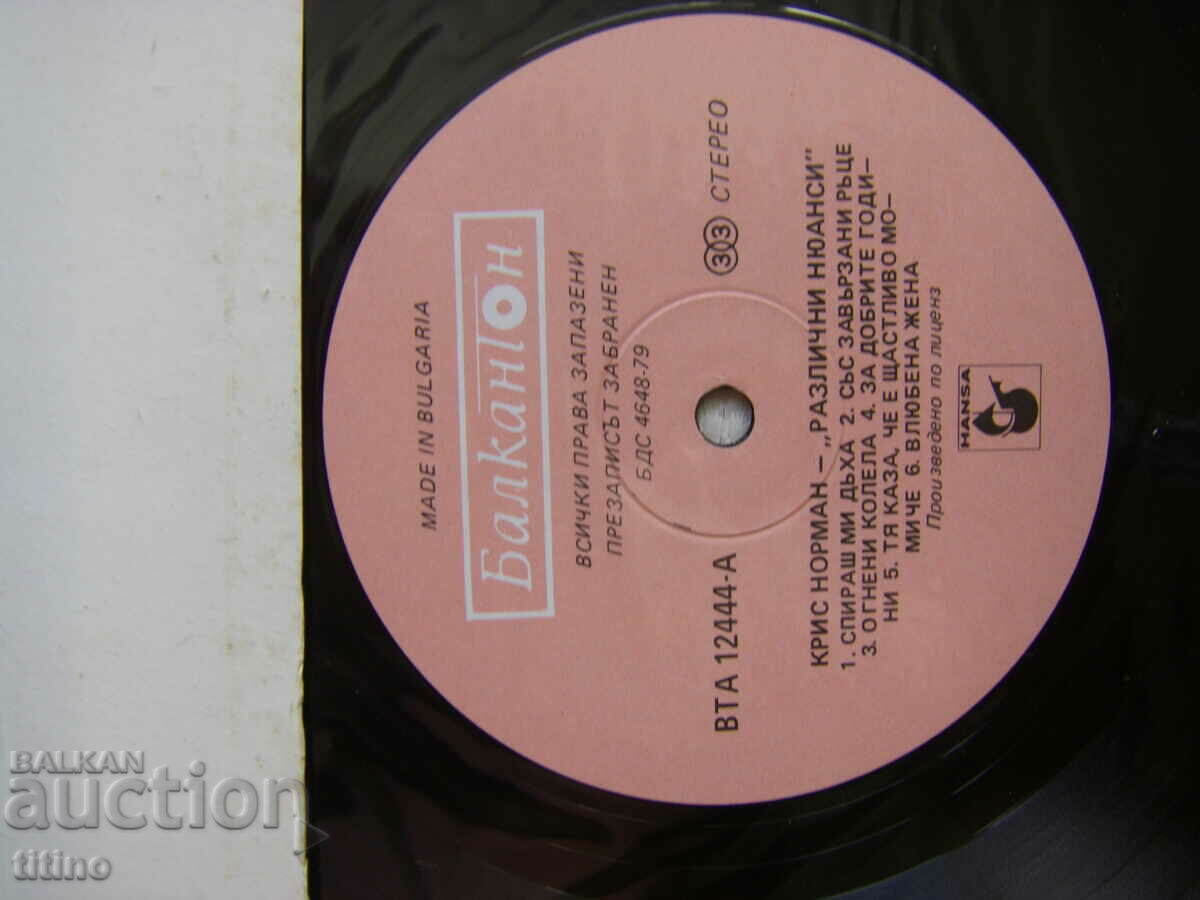 MADE IN BULGARIA
Балкантон
ВСИЧКИ ПРАВА ЗАПАЗЕНИ
ПРЕЗАПИСЪТ ЗАБРАНЕН
БДС 4648-79
ВТА 12444-А
33 СТЕРЕО
КРИС НОРМАН – „РАЗЛИЧНИ НЮАНСИ”
1. СПИРАШ МИ ДЪХА 2. СЪС ЗАВЪРЗАНИ РЪЦЕ
3. ОГНЕНИ КОЛЕЛА 4. ЗА ДОБРИТЕ ГОДИ–
НИ 5. ТЯ КАЗА, ЧЕ Е ЩАСТЛИВО МО–
МИЧЕ 6. ВЛЮБЕНА ЖЕНА
Произведено по лиценз
HANSA
BALKAN
auction
titino